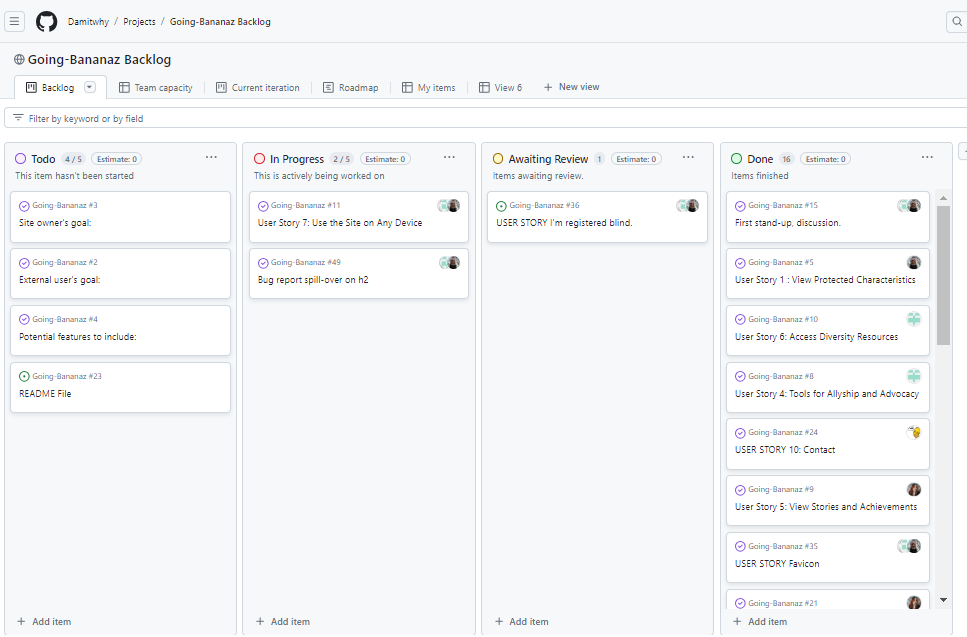 Damitwhy / Projects / Going-Bananaz Backlog
Going-Bananaz Backlog
Backlog Team capacity Current iteration Roadmap My items View 6 + New view
Filter by keyword or by field
Todo 4 / 5 Estimate: 0 ...
This item hasn't been started
Going-Bananaz #3
Site owner's goal:
Going-Bananaz #2
External user's goal:
Going-Bananaz #4
Potential features to include:
Going-Bananaz #23
README File
+ Add item
In Progress 2 / 5 Estimate: 0 ...
This is actively being worked on
Going-Bananaz #11
User Story 7: Use the Site on Any Device
Going-Bananaz #49
Bug report spill-over on h2
+ Add item
Awaiting Review 1 Estimate: 0 ...
Items awaiting review.
Going-Bananaz #36
USER STORY I'm registered blind.
+ Add item
Done 16 Estimate: 0 ...
Items finished
Going-Bananaz #15
First stand-up, discussion.
Going-Bananaz #5
User Story 1 : View Protected Characteristics
Going-Bananaz #10
User Story 6: Access Diversity Resources
Going-Bananaz #8
User Story 4: Tools for Allyship and Advocacy
Going-Bananaz #24
USER STORY 10: Contact
Going-Bananaz #9
User Story 5: View Stories and Achievements
Going-Bananaz #35
USER STORY Favicon
Going-Bananaz #21
+ Add item